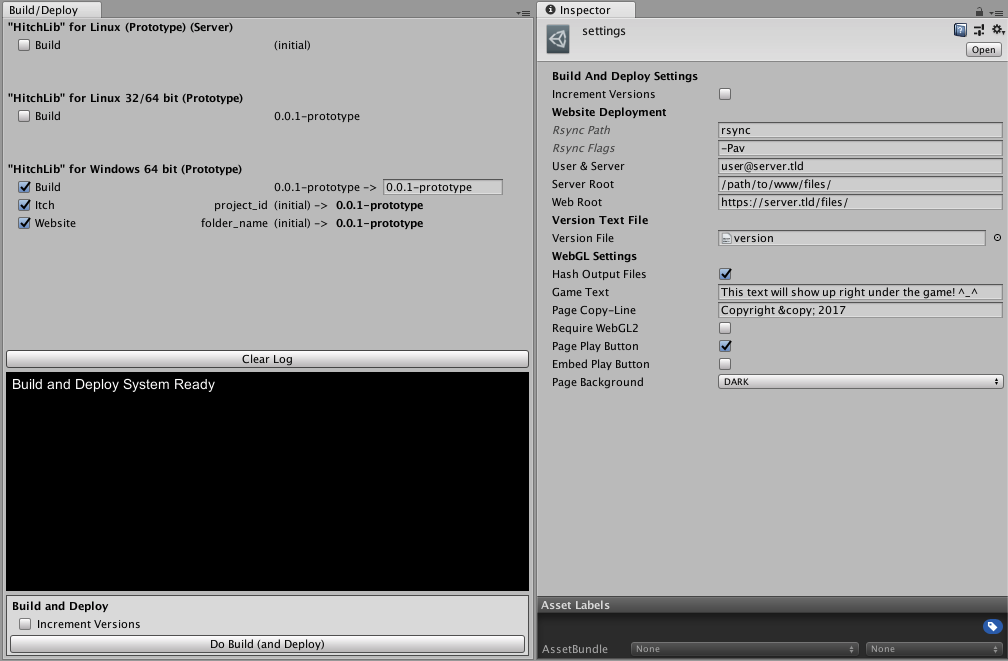 Build/Deploy
"HitchLib" for Linux (Prototype) (Server)
Build (initial)
"HitchLib" for Linux 32/64 bit (Prototype)
Build 0.0.1-prototype
"HitchLib" for Windows 64 bit (Prototype)
Build 0.0.1-prototype -> 0.0.1-prototype
Itch project_id (initial) -> 0.0.1-prototype
Website folder_name (initial) -> 0.0.1-prototype
Clear Log
Build and Deploy System Ready
Build and Deploy
Increment Versions
Do Build (and Deploy)
Inspector
settings
Open
Build And Deploy Settings
Increment Versions
Website Deployment
Rsync Path rsync
Rsync Flags -Pav
User & Server user@server.tld
Server Root /path/to/www/files/
Web Root https://server.tld/files/
Version Text File
Version File version
WebGL Settings
Hash Output Files
Game Text This text will show up right under the game! ^_^
Page Copy-Line Copyright &copy; 2017
Require WebGL2
Page Play Button
Embed Play Button
Page Background DARK
Asset Labels
AssetBundle None None